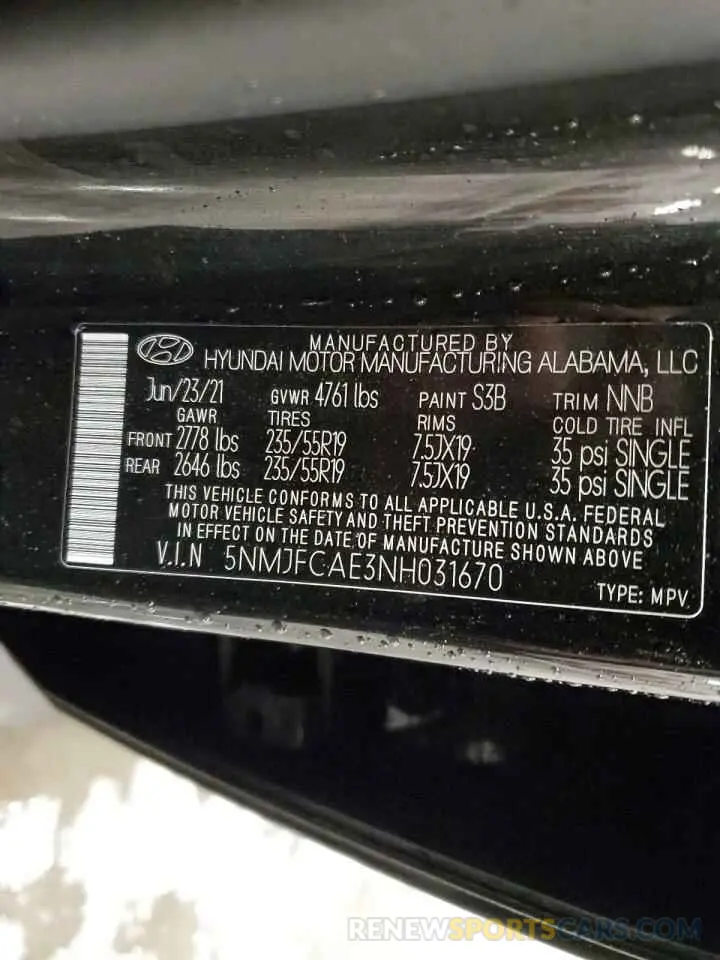 MANUFACTURED BY
HYUNDAI MOTOR MANUFACTURING ALABAMA, LLC
Jun/23/21 GVWR 4761 lbs PAINT S3B TRIM NNB
GAWR TIRES RIMS COLD TIRE INFL
FRONT 2778 lbs 235/55R19 7.5JX19 35 psi SINGLE
REAR 2646 lbs 235/55R19 7.5JX19 35 psi SINGLE
THIS VEHICLE CONFORMS TO ALL APPLICABLE U.S.A. FEDERAL
MOTOR VEHICLE SAFETY AND THEFT PREVENTION STANDARDS
IN EFFECT ON THE DATE OF MANUFACTURE SHOWN ABOVE
V.I.N 5NMJFCAE3NH031670
TYPE: MPV
RENEWSPORTSCARS.COM